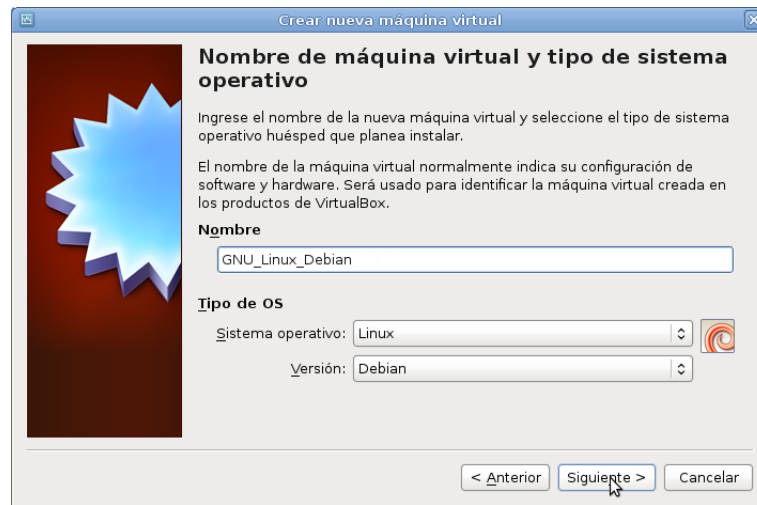 Crear nueva máquina virtual
Nombre de máquina virtual y tipo de sistema
operativo
Ingrese el nombre de la nueva máquina virtual y seleccione el tipo de sistema
operativo huésped que planea instalar.
El nombre de la máquina virtual normalmente indica su configuración de
software y hardware. Será usado para identificar la máquina virtual creada en
los productos de VirtualBox.
Nombre
GNU_Linux_Debian
Tipo de OS
Sistema operativo: Linux
Versión: Debian
< Anterior Siguiente > Cancelar